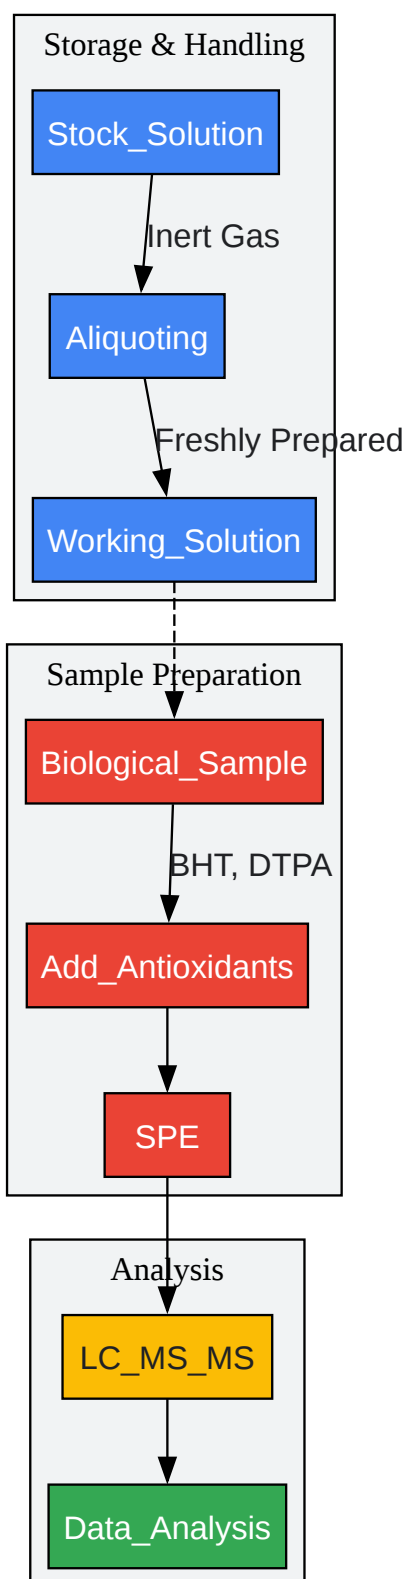 Storage & Handling
Stock_Solution
Inert Gas
Aliquoting
Freshly Prepared
Working_Solution
Sample Preparation
Biological_Sample
BHT, DTPA
Add_Antioxidants
SPE
Analysis
LC_MS_MS
Data_Analysis